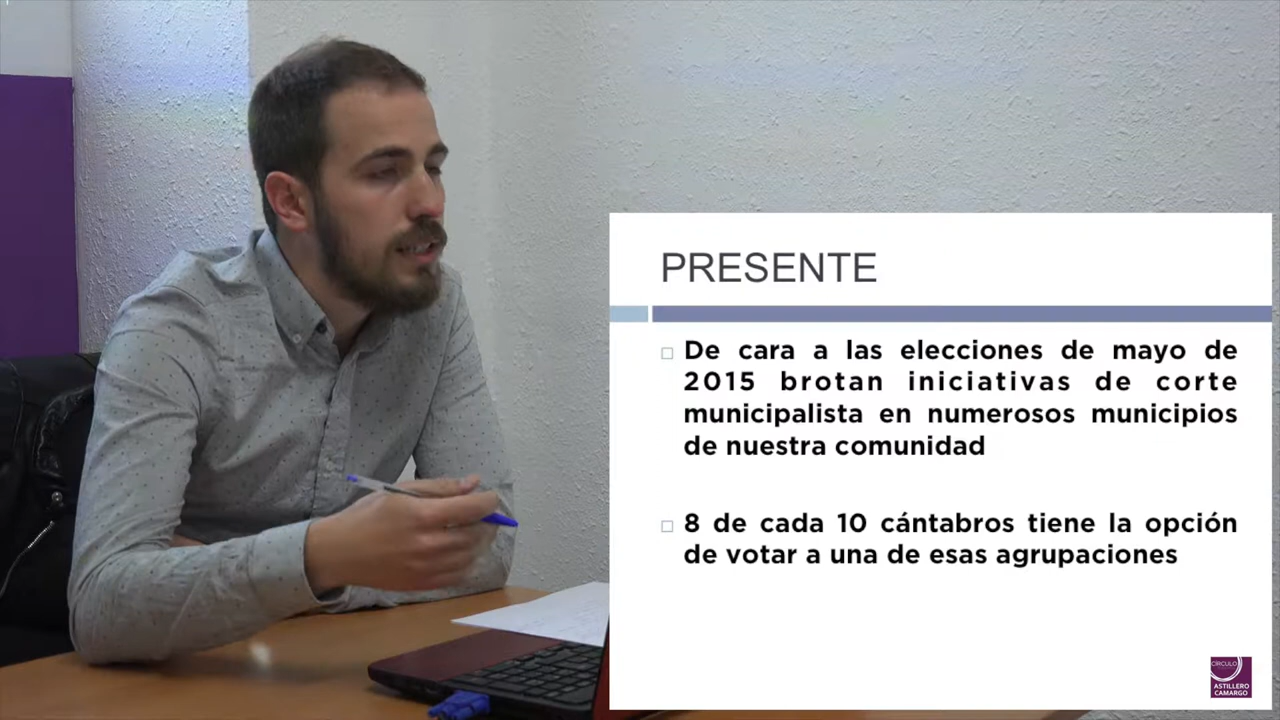 PRESENTE
De cara a las elecciones de mayo de
2015 brotan iniciativas de corte
municipalista en numerosos municipios
de nuestra comunidad
8 de cada 10 cántabros tiene la opción
de votar a una de esas agrupaciones
CÍRCULO
ASTILLERO
CAMARGO